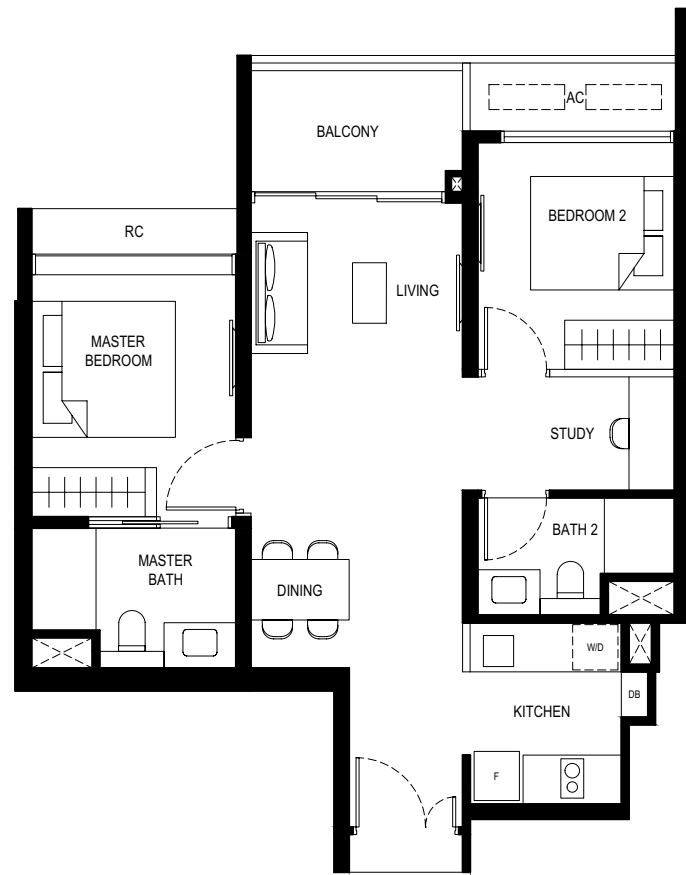 AC
BALCONY
BEDROOM 2
RC
LIVING
MASTER
BEDROOM
STUDY
BATH 2
MASTER
BATH
DINING
W/D
DB
KITCHEN
F